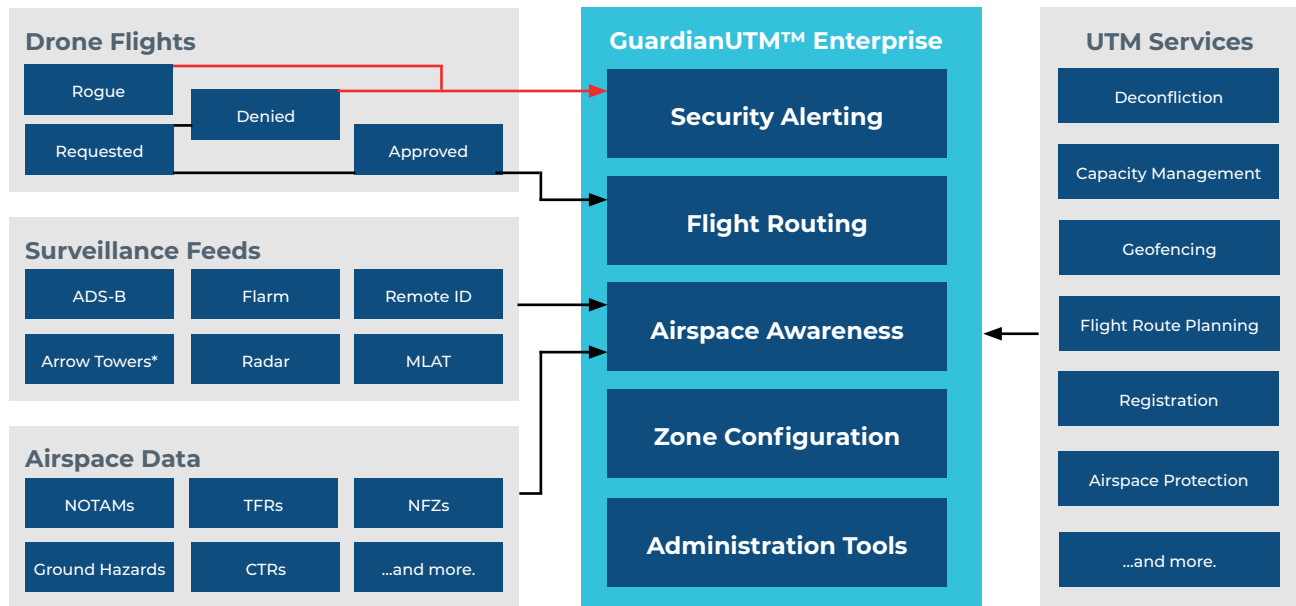 Drone Flights
Rogue
Denied
Requested
Approved
Surveillance Feeds
ADS-B
Flarm
Remote ID
Arrow Towers*
Radar
MLAT
Airspace Data
NOTAMs
TFRs
NFZs
Ground Hazards
CTRs
...and more.
GuardianUTM™ Enterprise
Security Alerting
Flight Routing
Airspace Awareness
Zone Configuration
Administration Tools
UTM Services
Deconfliction
Capacity Management
Geofencing
Flight Route Planning
Registration
Airspace Protection
...and more.